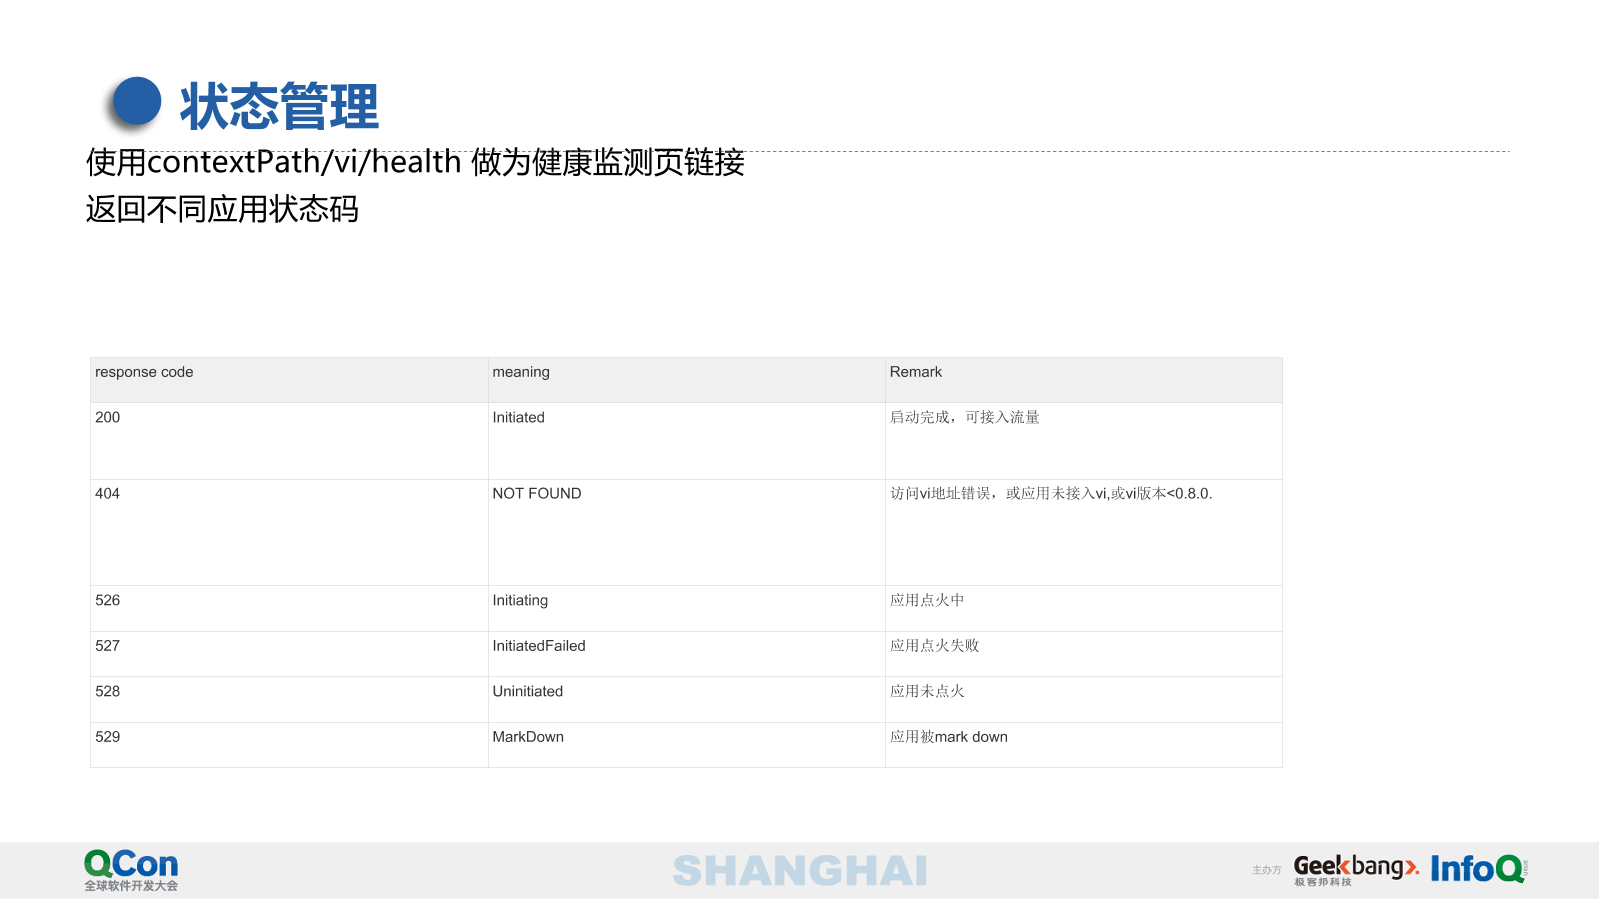 状态管理
使用contextPath/vi/health 做为健康监测页链接
返回不同应用状态码
response code meaning Remark
200 Initiated 启动完成，可接入流量
404 NOT FOUND 访问vi地址错误，或应用未接入vi,或vi版本<0.8.0.
526 Initiating 应用点火中
527 InitiatedFailed 应用点火失败
528 Uninitiated 应用未点火
529 MarkDown 应用被mark down
QCon
全球软件开发大会
SHANGHAI
主办方
Geekbang
极客邦科技
InfoQ